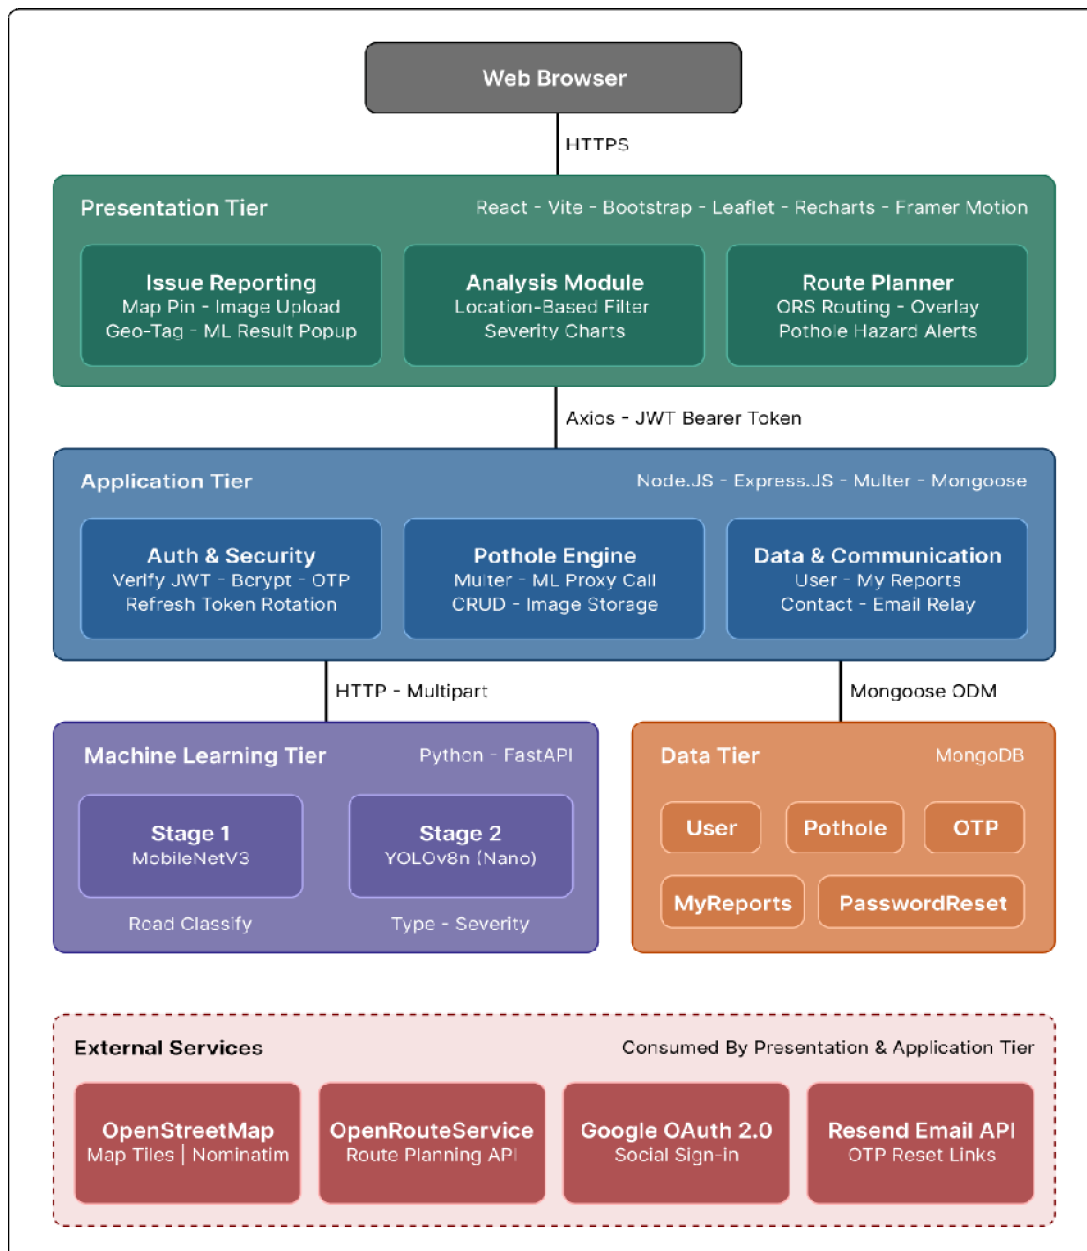 Web Browser
HTTPS
Presentation Tier
React - Vite - Bootstrap - Leaflet - Recharts - Framer Motion
Issue Reporting
Map Pin - Image Upload
Geo-Tag - ML Result Popup
Analysis Module
Location-Based Filter
Severity Charts
Route Planner
ORS Routing - Overlay
Pothole Hazard Alerts
Axios - JWT Bearer Token
Application Tier
Node.JS - Express.JS - Multer - Mongoose
Auth & Security
Verify JWT - Bcrypt - OTP
Refresh Token Rotation
Pothole Engine
Multer - ML Proxy Call
CRUD - Image Storage
Data & Communication
User - My Reports
Contact - Email Relay
HTTP - Multipart
Mongoose ODM
Machine Learning Tier
Python - FastAPI
Stage 1
MobileNetV3
Road Classify
Stage 2
YOLOv8n (Nano)
Type - Severity
Data Tier
MongoDB
User
Pothole
OTP
MyReports
PasswordReset
External Services
Consumed By Presentation & Application Tier
OpenStreetMap
Map Tiles | Nominatim
OpenRouteService
Route Planning API
Google OAuth 2.0
Social Sign-in
Resend Email API
OTP Reset Links